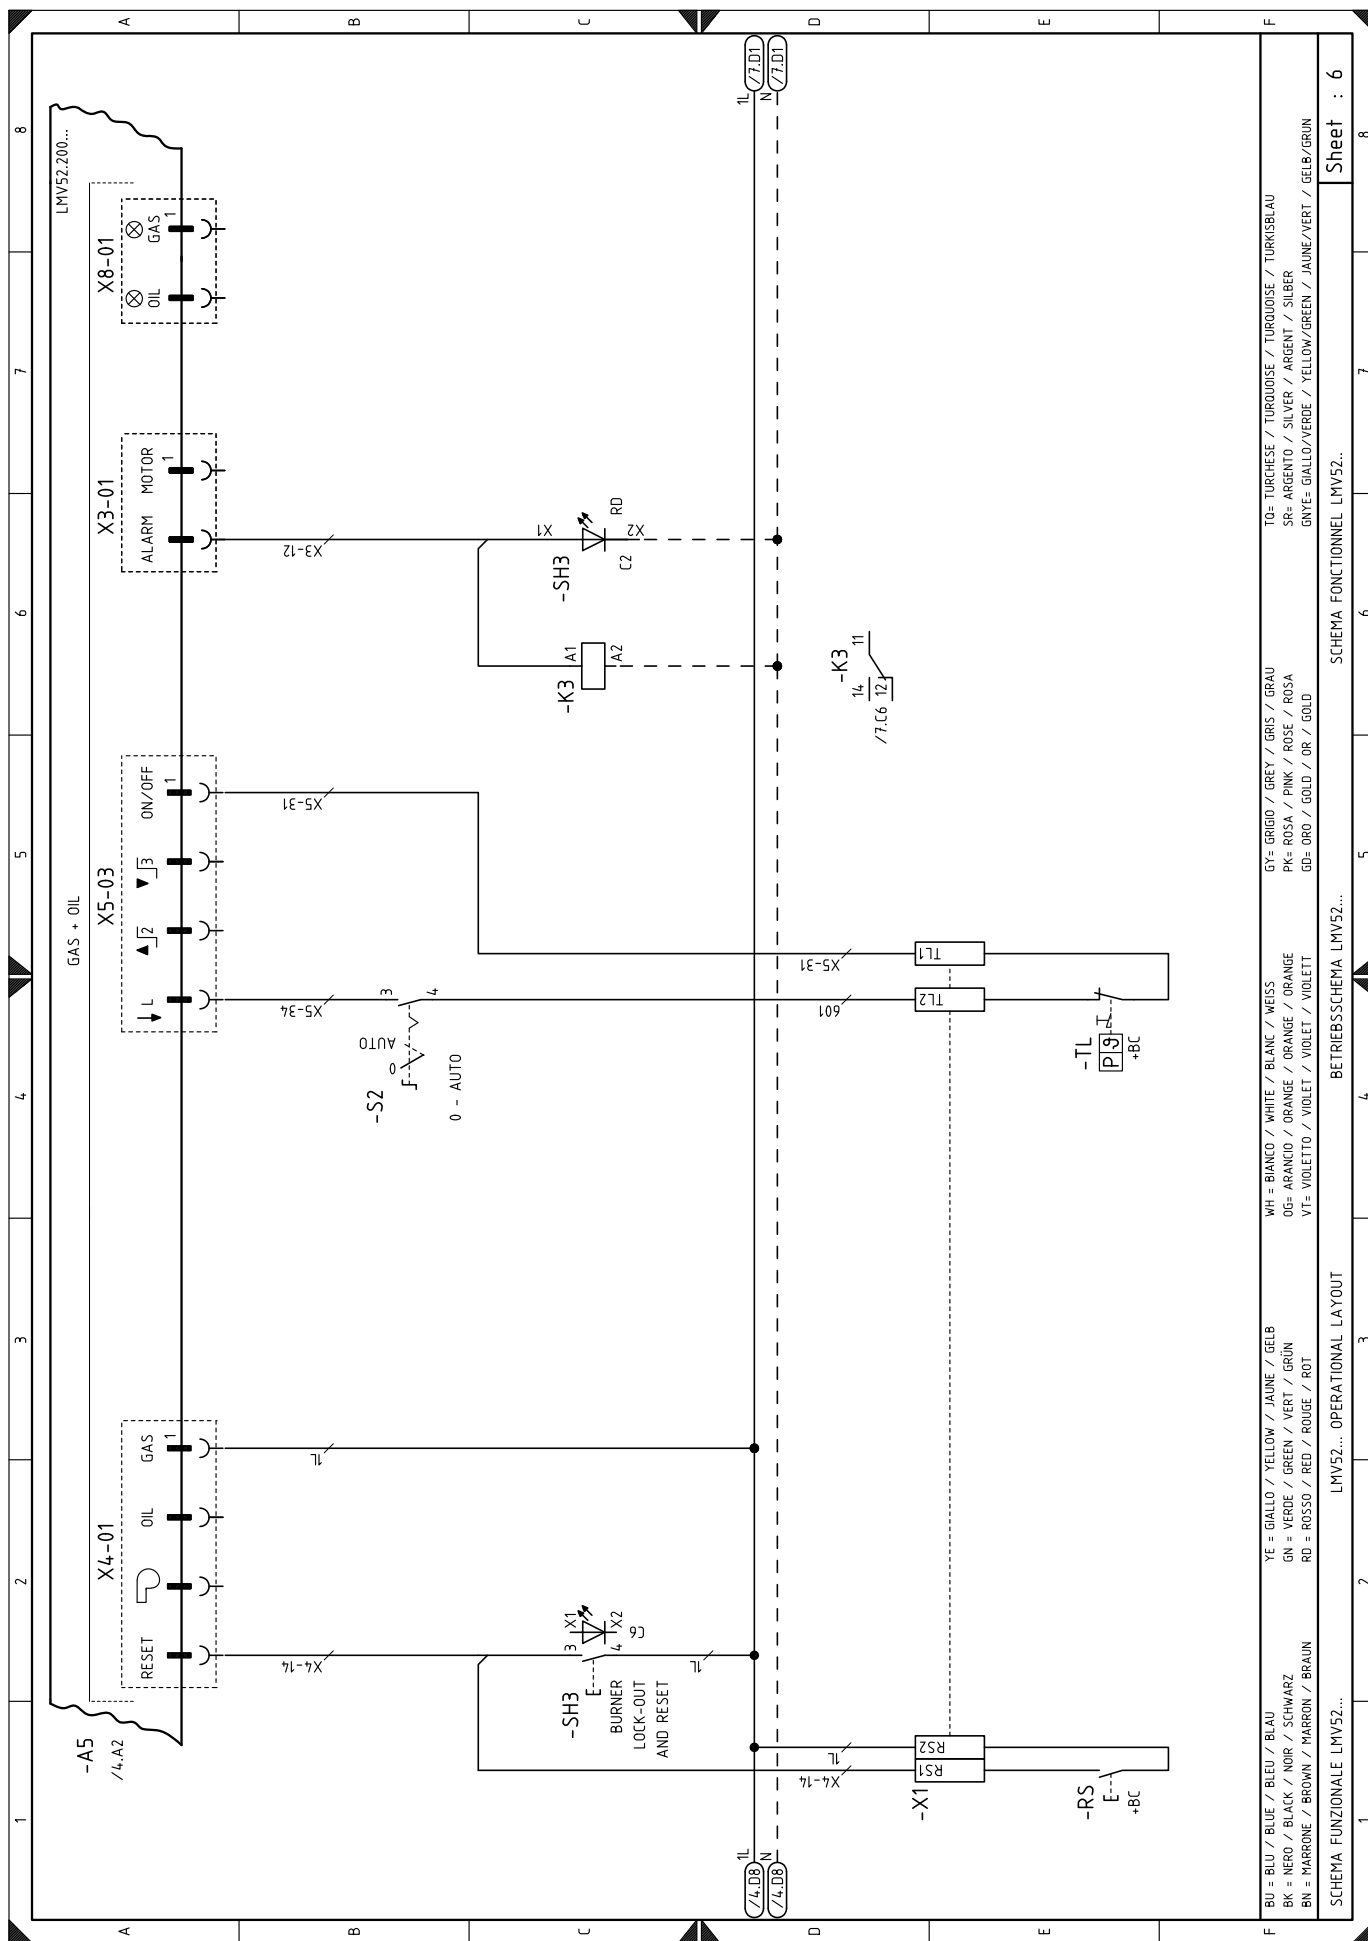 1 2 3 4 5 6 7 8
A A
B B
C C
D D
E E
F F
-A5
/4.A2
GAS + OIL
LMV52.200...
X4-01
RESET OIL GAS
1
X5-03
L 2 3 ON/OFF
1
X3-01
ALARM MOTOR
1
X8-01
OIL GAS
1
X4-14
1L
X5-34
X5-31
X3-12
-S2
0 AUTO
3
4
0 - AUTO
-SH3
BURNER
LOCK-OUT
AND RESET
3
4
X1
X2
C6
1L
-K3
A1
A2
-SH3
X1
X2
C2
RD
/4.D8 1L
/4.D8 N
1L /7.D1
N /7.D1
X4-14
1L
601
X5-31
-K3
14
12
11
/7.C6
-X1
RS1 RS2 TL2 TL1
-RS
+BC
-TL
P ϑ
+BC
BU = BLU / BLUE / BLEU / BLAU
BK = NERO / BLACK / NOIR / SCHWARZ
BN = MARRONE / BROWN / MARRON / BRAUN
YE = GIALLO / YELLOW / JAUNE / GELB
GN = VERDE / GREEN / VERT / GRÜN
RD = ROSSO / RED / ROUGE / ROT
WH = BIANCO / WHITE / BLANC / WEISS
OG= ARANCIO / ORANGE / ORANGE / ORANGE
VT= VIOLETTO / VIOLET / VIOLET / VIOLETT
GY= GRIGIO / GREY / GRIS / GRAU
PK= ROSA / PINK / ROSE / ROSA
GD= ORO / GOLD / OR / GOLD
TQ= TURCHESE / TURQUOISE / TURQUOISE / TURKISBLAU
SR= ARGENTO / SILVER / ARGENT / SILBER
GNYE= GIALLO/VERDE / YELLOW/GREEN / JAUNE/VERT / GELB/GRUN
SCHEMA FUNZIONALE LMV52...
LMV52... OPERATIONAL LAYOUT
BETRIEBSSCHEMA LMV52...
SCHEMA FONCTIONNEL LMV52..
Sheet : 6
1 2 3 4 5 6 7 8